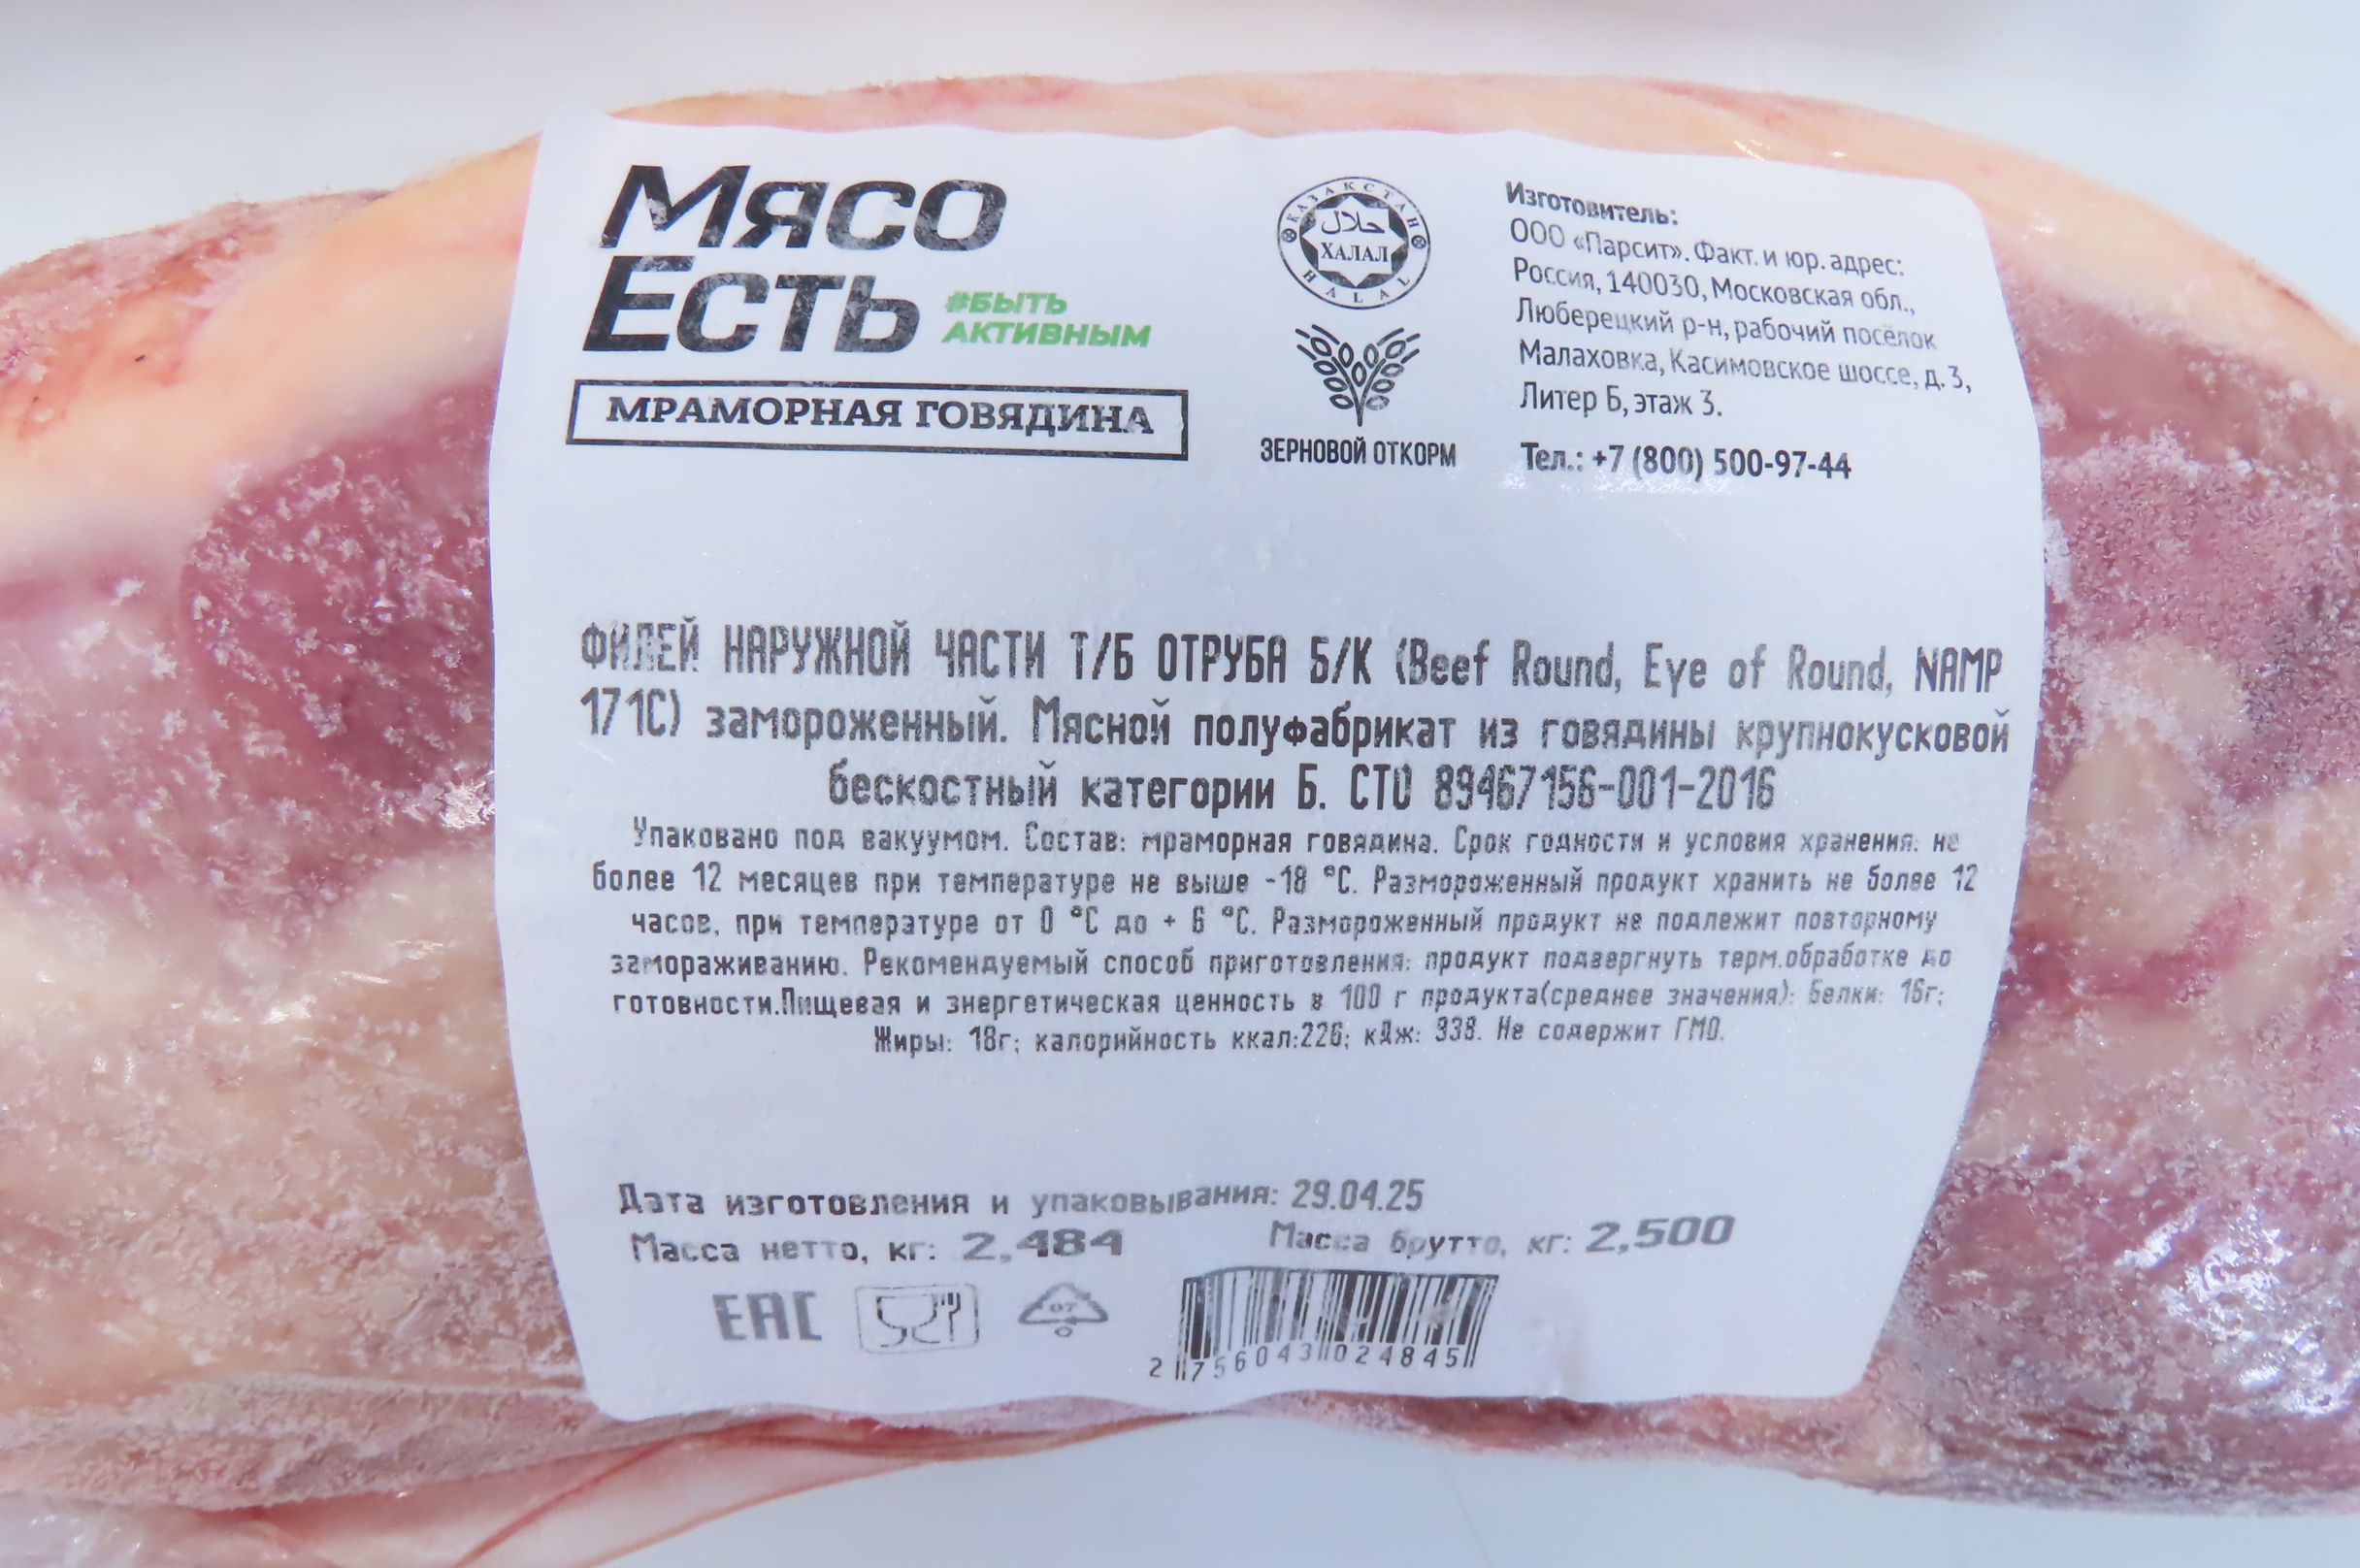 Мясо
Есть
#БЫТЬ
АКТИВНЫМ
МРАМОРНАЯ ГОВЯДИНА
КАЗАКСТАН
حلال
ХАЛАЛ
HALAL
ЗЕРНОВОЙ ОТКОРМ
Изготовитель:
ООО «Парсит». Факт. и юр. адрес:
Россия, 140030, Московская обл.,
Люберецкий р-н, рабочий посёлок
Малаховка, Касимовское шоссе, д. 3,
Литер Б, этаж 3.
Тел.: +7 (800) 500-97-44
ФИЛЕЙ НАРУЖНОЙ ЧАСТИ Т/Б ОТРУБА Б/К (Beef Round, Eye of Round, NAMP
171C) замороженный. Мясной полуфабрикат из говядины крупнокусковой
бескостный категории Б. СТО 89467156-001-2016
Упаковано под вакуумом. Состав: мраморная говядина. Срок годности и условия хранения: не
более 12 месяцев при температуре не выше -18 °C. Размороженный продукт хранить не более 12
часов, при температуре от 0 °C до + 6 °C. Размороженный продукт не подлежит повторному
замораживанию. Рекомендуемый способ приготовления: продукт подвергнуть терм.обработке до
готовности.Пищевая и энергетическая ценность в 100 г продукта(среднее значения): Белки: 16г;
Жиры: 18г; калорийность ккал:226; кДж: 938. Не содержит ГМО.
Дата изготовления и упаковывания: 29.04.25
Масса нетто, кг: 2,484 Масса брутто, кг: 2,500
EAC
07
2 756043 024845